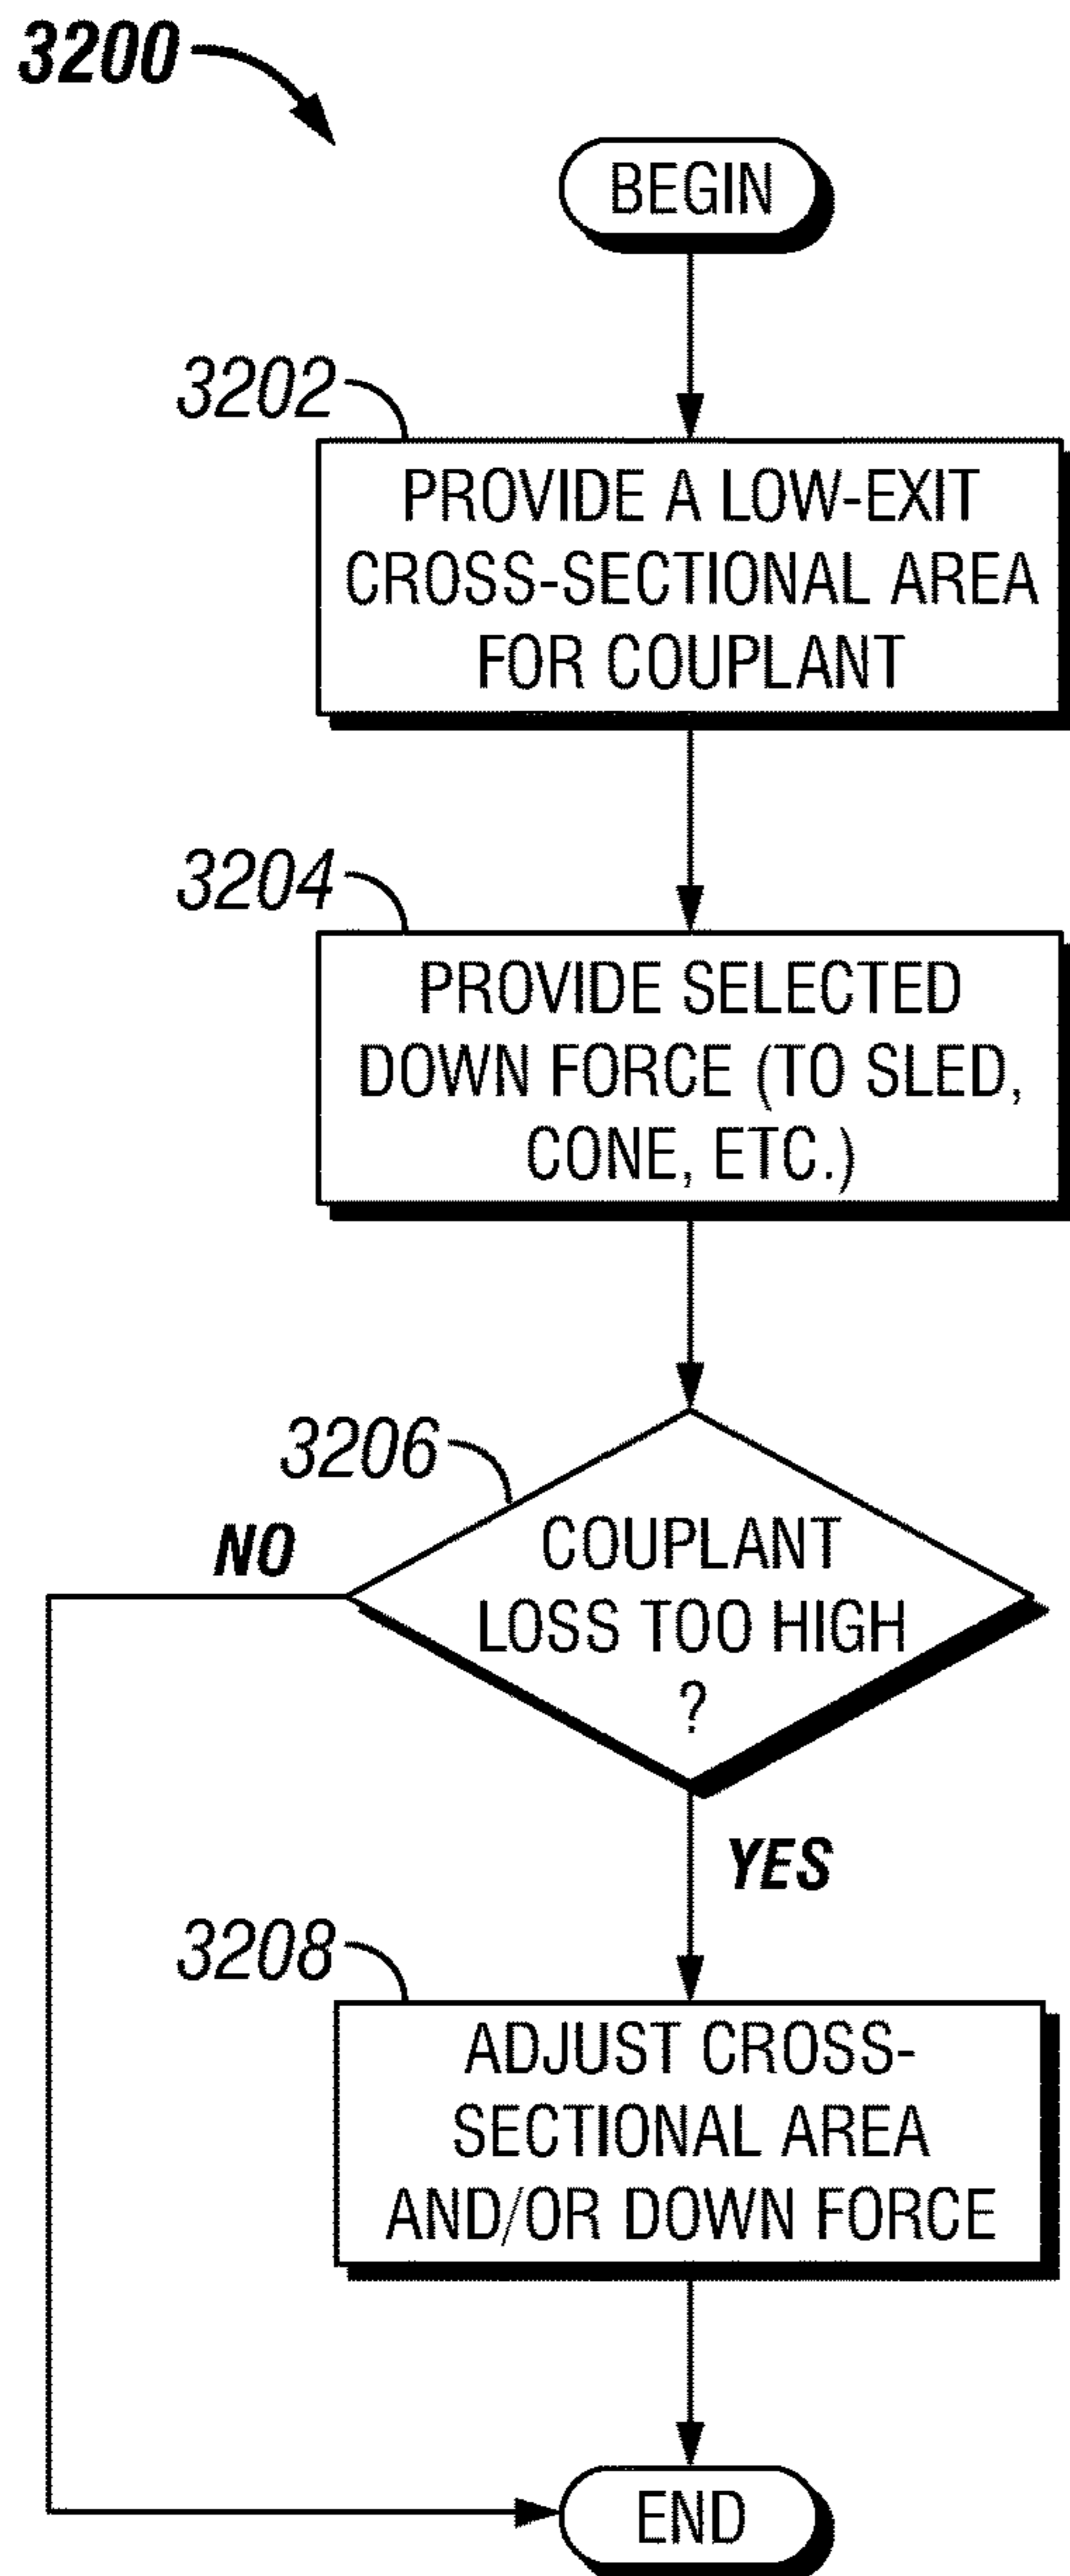 3200
BEGIN
3202
PROVIDE A LOW-EXIT
CROSS-SECTIONAL AREA
FOR COUPLANT
3204
PROVIDE SELECTED
DOWN FORCE (TO SLED,
CONE, ETC.)
3206
NO
COUPLANT
LOSS TOO HIGH
?
YES
3208
ADJUST CROSS-
SECTIONAL AREA
AND/OR DOWN FORCE
END